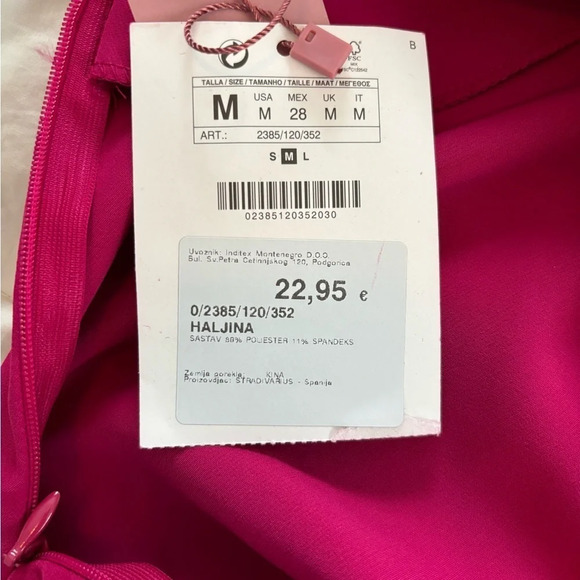 B
FSC
TALLA / SIZE / TAMANHO / TAILLE / MAAT / ΜΕΓΕΘΟΣ
M USA MEX UK IT
M 28 M M
ART.: 2385/120/352
S M L
02385120352030
Uvoznik: Inditex Montenegro D.O.O.
Bul. Sv.Petra Cetinjskog 120, Podgorica
22,95 €
0/2385/120/352
HALJINA
SASTAV 89% POLIESTER 11% SPANDEKS
Zemlja porekla: KINA
Proizvodjac: STRADIVARIUS - Spanija